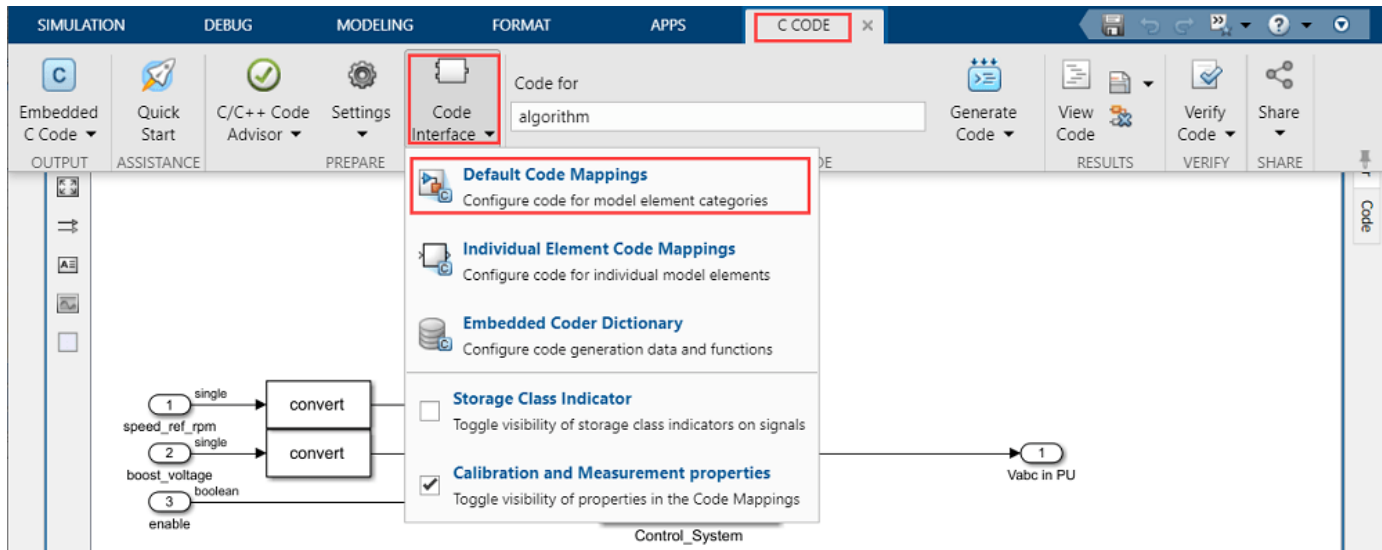 SIMULATION DEBUG MODELING FORMAT APPS C CODE
Embedded C Code
Quick Start
C/C++ Code Advisor
Settings
Code Interface
Code for
algorithm
Generate Code
View Code
Verify Code
Share
OUTPUT ASSISTANCE PREPARE DE RESULTS VERIFY SHARE
Default Code Mappings
Configure code for model element categories
Individual Element Code Mappings
Configure code for individual model elements
Embedded Coder Dictionary
Configure code generation data and functions
Storage Class Indicator
Toggle visibility of storage class indicators on signals
Calibration and Measurement properties
Toggle visibility of properties in the Code Mappings
Code
1 single convert
speed_ref_rpm
2 single convert
boost_voltage
3 boolean
enable
1
Vabc in PU
Control_System